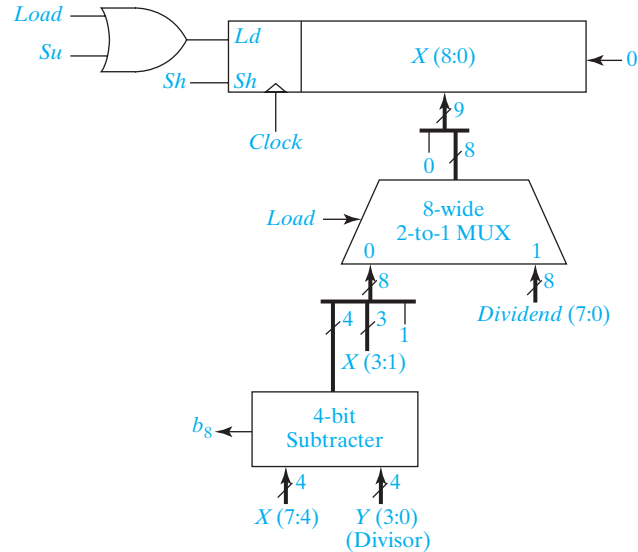 Load
Su
Ld
Sh
Sh
X (8:0)
0
Clock
9
0
8
Load
8-wide
2-to-1 MUX
0
1
8
8
Dividend (7:0)
4
3
1
X (3:1)
4-bit
Subtracter
b8
4
4
X (7:4)
Y (3:0)
(Divisor)